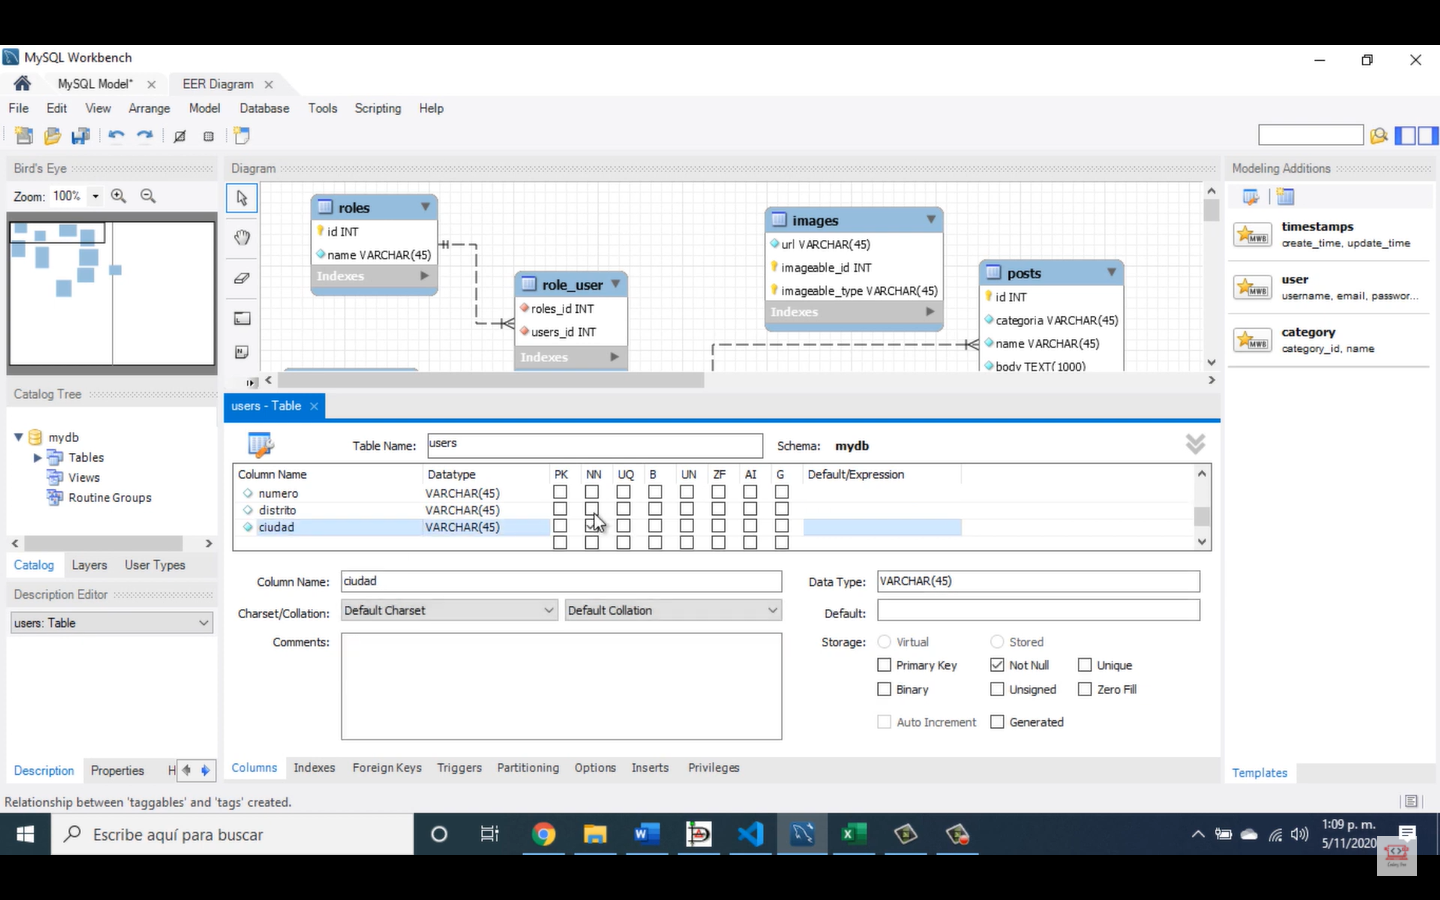 MySQL Workbench
MySQL Model* EER Diagram
File Edit View Arrange Model Database Tools Scripting Help
Bird's Eye
Zoom: 100%
Catalog Tree
mydb
Tables
Views
Routine Groups
Catalog Layers User Types
Description Editor
users: Table
Description Properties H
Diagram
roles
id INT
name VARCHAR(45)
Indexes
role_user
roles_id INT
users_id INT
Indexes
images
url VARCHAR(45)
imageable_id INT
imageable_type VARCHAR(45)
Indexes
posts
id INT
categoria VARCHAR(45)
name VARCHAR(45)
body TEXT(1000)
users - Table
Table Name: users Schema: mydb
Column Name Datatype PK NN UQ B UN ZF AI G Default/Expression
numero VARCHAR(45)
distrito VARCHAR(45)
ciudad VARCHAR(45)
Column Name: ciudad Data Type: VARCHAR(45)
Charset/Collation: Default Charset Default Collation Default:
Comments: Storage: Virtual Stored
Primary Key Not Null Unique
Binary Unsigned Zero Fill
Auto Increment Generated
Columns Indexes Foreign Keys Triggers Partitioning Options Inserts Privileges
Modeling Additions
timestamps
create_time, update_time
user
username, email, passwor...
category
category_id, name
Templates
Relationship between 'taggables' and 'tags' created.
Escribe aquí para buscar
1:09 p. m.
5/11/2020